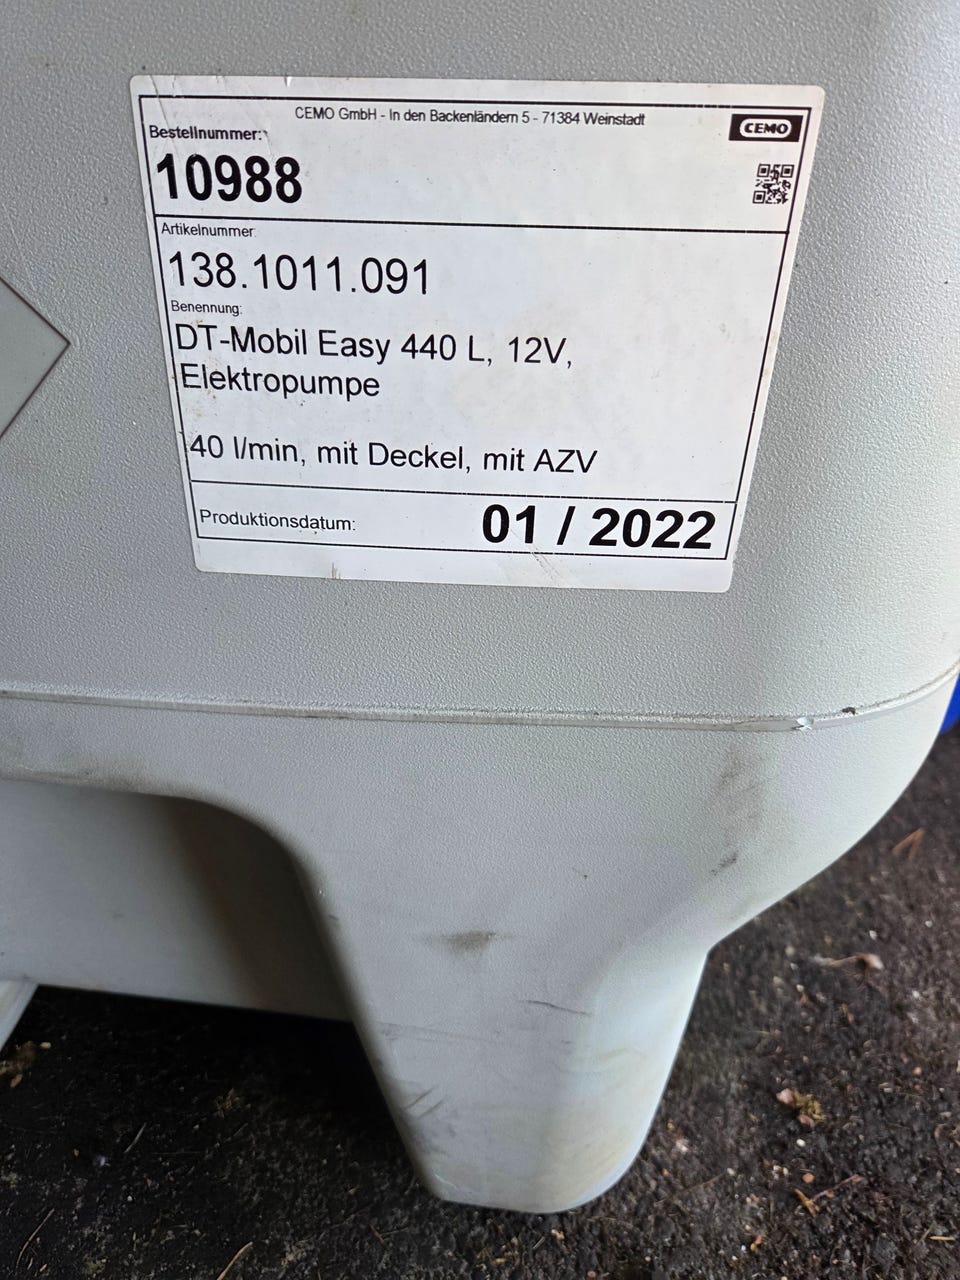 CEMO GmbH - In den Backenländern 5 - 71384 Weinstadt
CEMO
Bestellnummer:
10988
Artikelnummer
138.1011.091
Benennung:
DT-Mobil Easy 440 L, 12V,
Elektropumpe
40 l/min, mit Deckel, mit AZV
Produktionsdatum:
01 / 2022